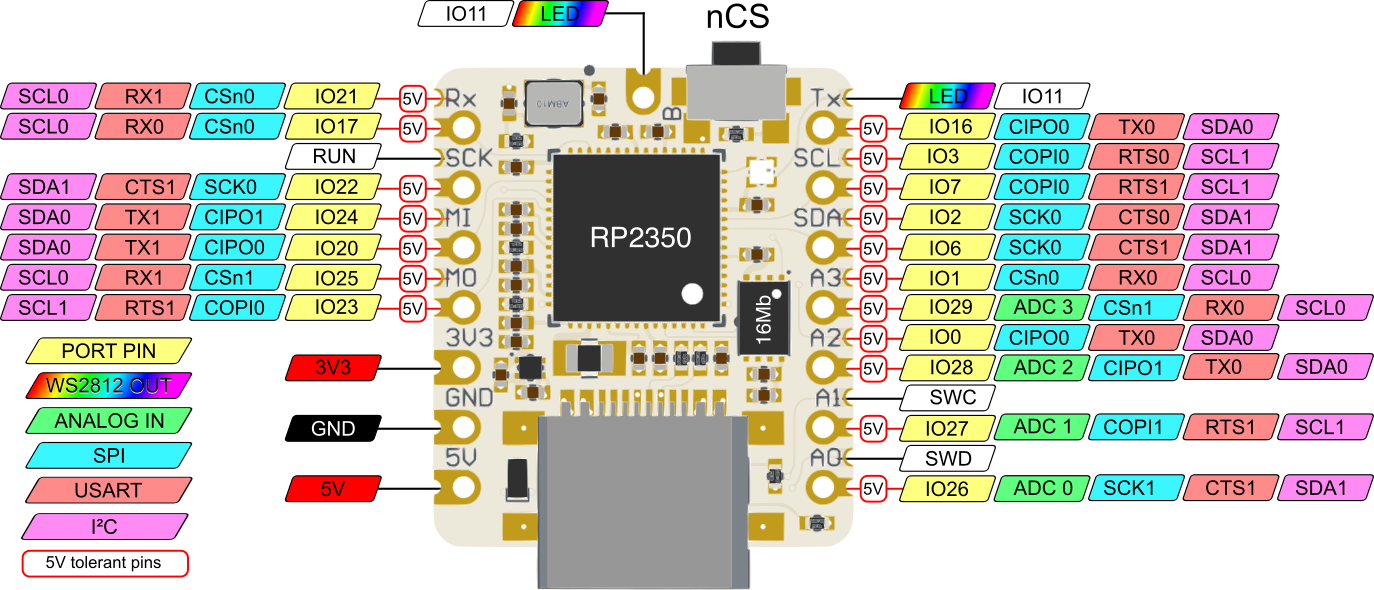 IO11 LED nCS
SCL0 RX1 CSn0 IO21 5V Rx
B
Tx LED IO11
SCL0 RX0 CSn0 IO17 5V
5V IO16 CIPO0 TX0 SDA0
RUN SCK
SCL 5V IO3 COPI0 RTS0 SCL1
SDA1 CTS1 SCK0 IO22 5V
5V IO7 COPI0 RTS1 SCL1
SDA0 TX1 CIPO1 IO24 5V MI
SDA 5V IO2 SCK0 CTS0 SDA1
SDA0 TX1 CIPO0 IO20 5V
5V IO6 SCK0 CTS1 SDA1
SCL0 RX1 CSn1 IO25 5V MO
A3 5V IO1 CSn0 RX0 SCL0
SCL1 RTS1 COPI0 IO23 5V
5V IO29 ADC 3 CSn1 RX0 SCL0
3V3
A2 5V IO0 CIPO0 TX0 SDA0
3V3
5V IO28 ADC 2 CIPO1 TX0 SDA0
GND
A1 SWC
GND
5V IO27 ADC 1 COPI1 RTS1 SCL1
5V
A0 SWD
5V
5V IO26 ADC 0 SCK1 CTS1 SDA1
ABM10
RP2350
16Mb
PORT PIN
WS2812 OUT
ANALOG IN
SPI
USART
I²C
5V tolerant pins